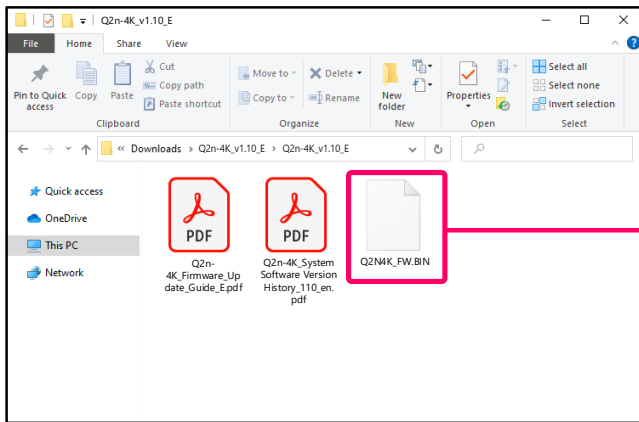 Q2n-4K_v1.10_E
File Home Share View
Pin to Quick access
Copy
Paste
Cut
Copy path
Paste shortcut
Clipboard
Move to
Copy to
Delete
Rename
Organize
New folder
New
Properties
Open
Select all
Select none
Invert selection
Select
« Downloads > Q2n-4K_v1.10_E > Q2n-4K_v1.10_E
Quick access
OneDrive
This PC
Network
PDF
Q2n-
4K_Firmware_Up
date_Guide_E.pdf
PDF
Q2n-4K_System
Software Version
History_110_en.
pdf
Q2N4K_FW.BIN